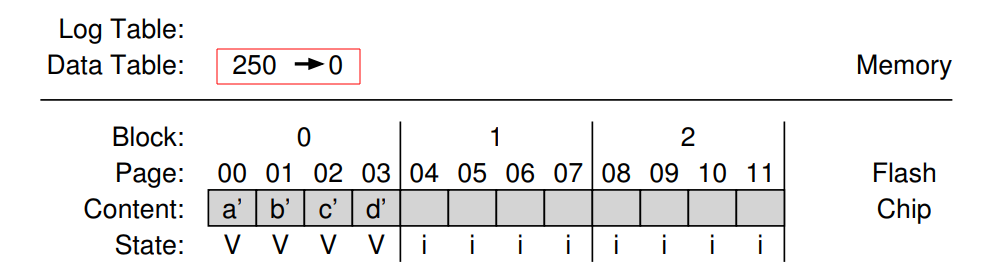 Log Table:
Data Table: 250 → 0 Memory
Block: 0 1 2
Page: 00 01 02 03 04 05 06 07 08 09 10 11 Flash
Content: a’ b’ c’ d’ Chip
State: V V V V i i i i i i i i